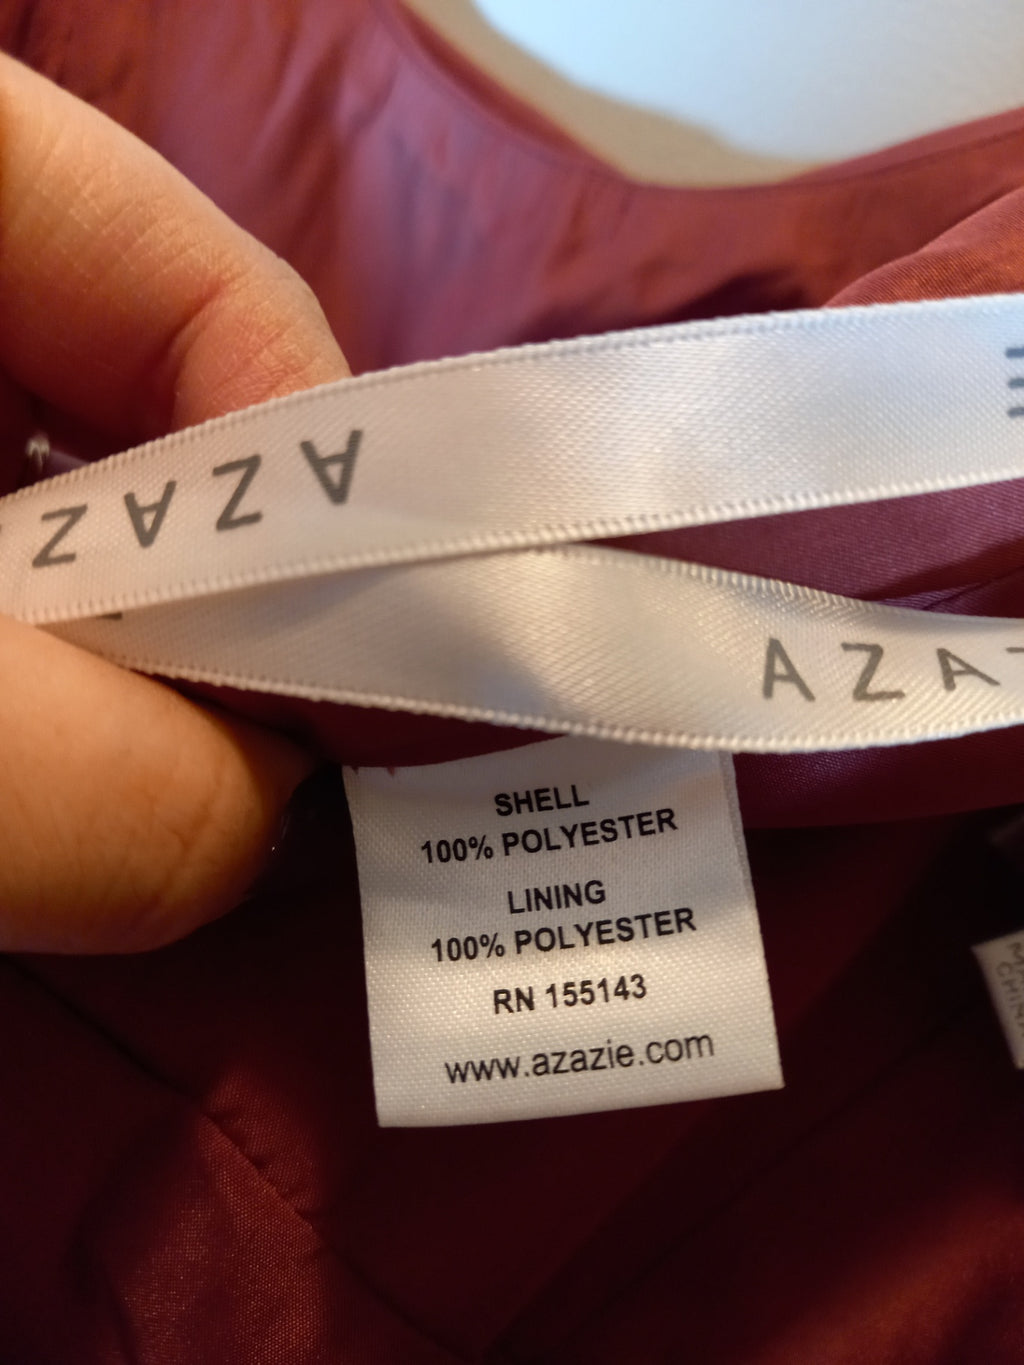 AZAZ
AZA
SHELL
100% POLYESTER
LINING
100% POLYESTER
RN 155143
www.azazie.com